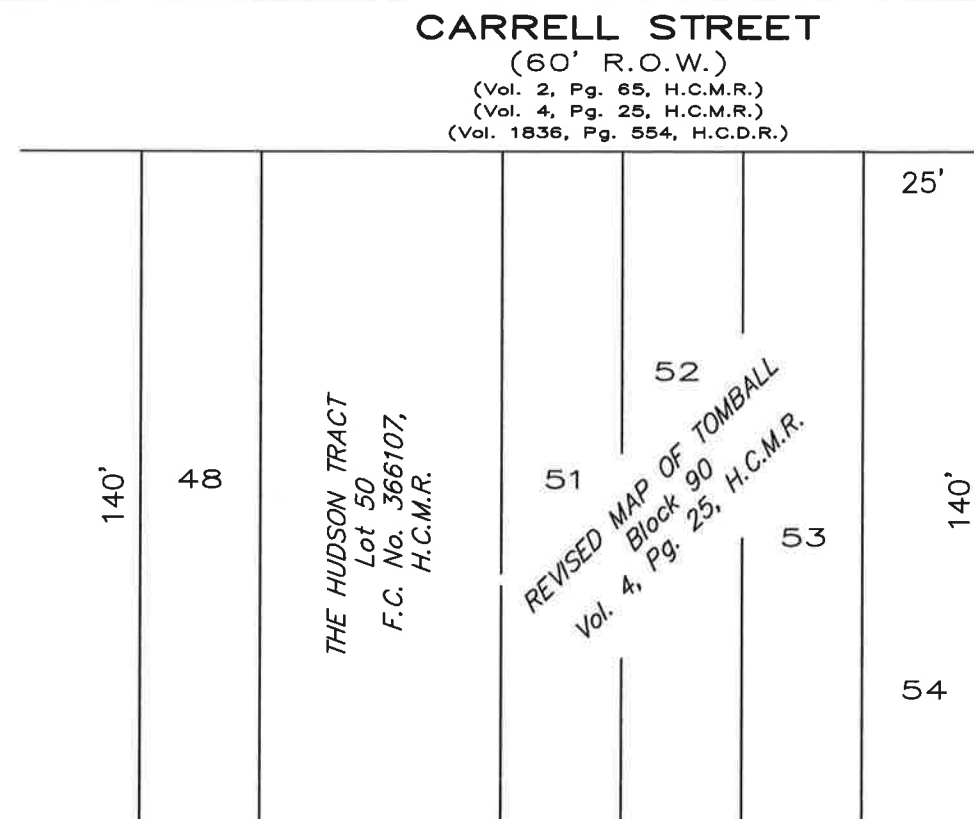 CARRELL STREET
(60' R.O.W.)
(Vol. 2, Pg. 65, H.C.M.R.)
(Vol. 4, Pg. 25, H.C.M.R.)
(Vol. 1836, Pg. 554, H.C.D.R.)
25'
140'
48
THE HUDSON TRACT
Lot 50
F.C. No. 366107,
H.C.M.R.
51
52
REVISED MAP OF TOMBALL
Block 90
Vol. 4, Pg. 25, H.C.M.R.
53
140'
54